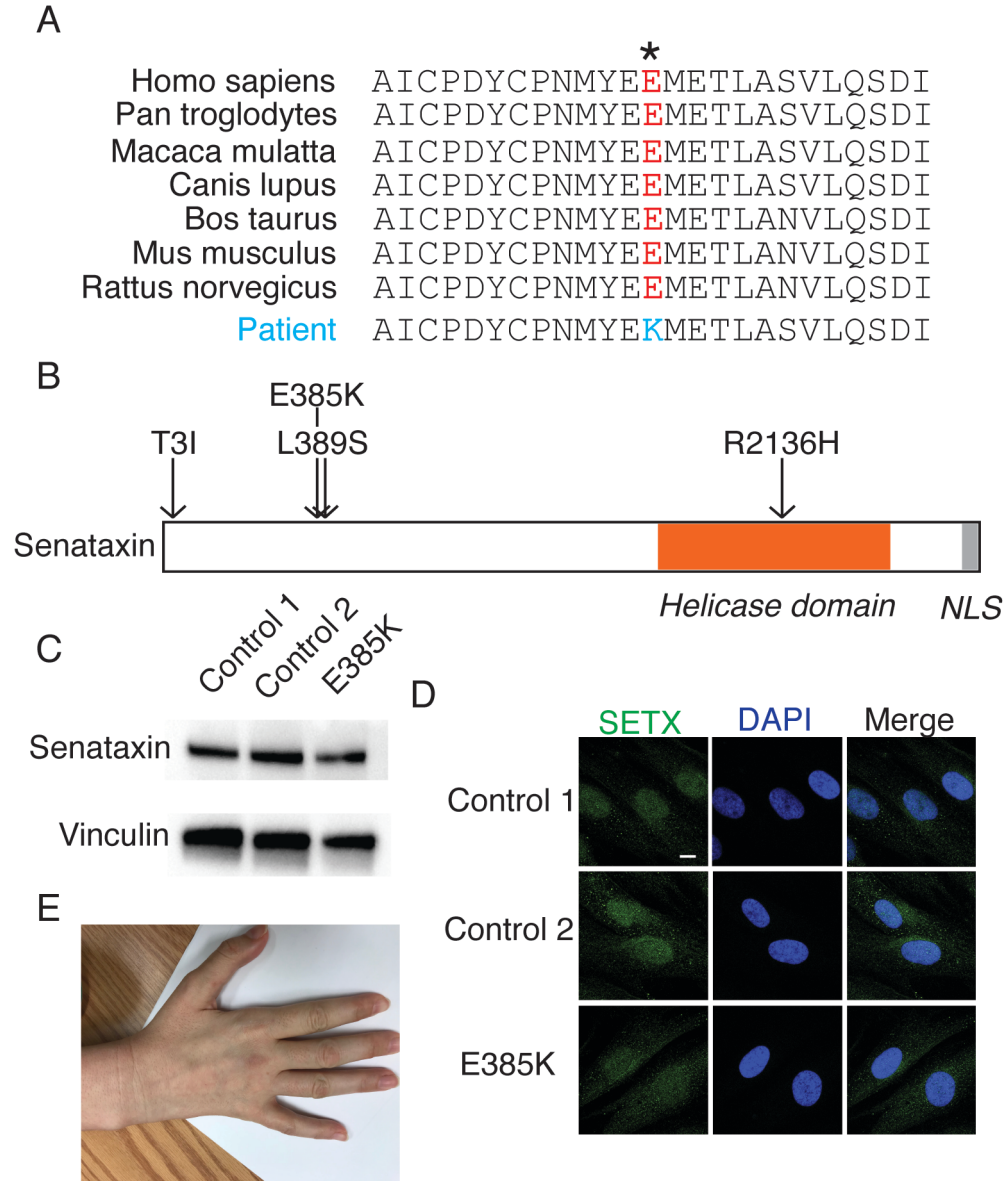 A
*
Homo sapiens AICPDYCPNMYEEMETLASVLQSDI
Pan troglodytes AICPDYCPNMYEEMETLASVLQSDI
Macaca mulatta AICPDYCPNMYEEMETLASVLQSDI
Canis lupus AICPDYCPNMYEEMETLASVLQSDI
Bos taurus AICPDYCPNMYEEMETLANVLQSDI
Mus musculus AICPDYCPNMYEEMETLANVLQSDI
Rattus norvegicus AICPDYCPNMYEEMETLANVLQSDI
Patient AICPDYCPNMYEKMETLASVLQSDI
B
E385K
T3I L389S R2136H
Senataxin
Helicase domain NLS
C
Control 1 Control 2 E385K
Senataxin
Vinculin
D
SETX DAPI Merge
Control 1
Control 2
E385K
E